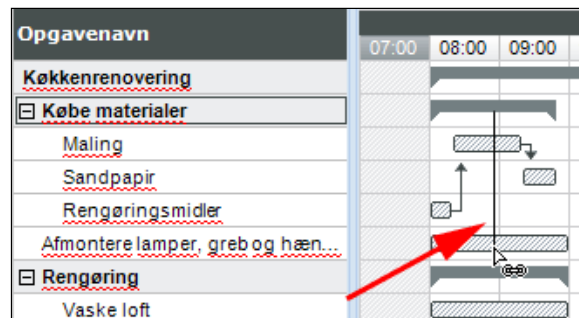 Opgavenavn
07:00 08:00 09:00
Køkkenrenovering
Købe materialer
Maling
Sandpapir
Rengøringsmidler
Afmontere lamper, greb og hæn...
Rengøring
Vaske loft